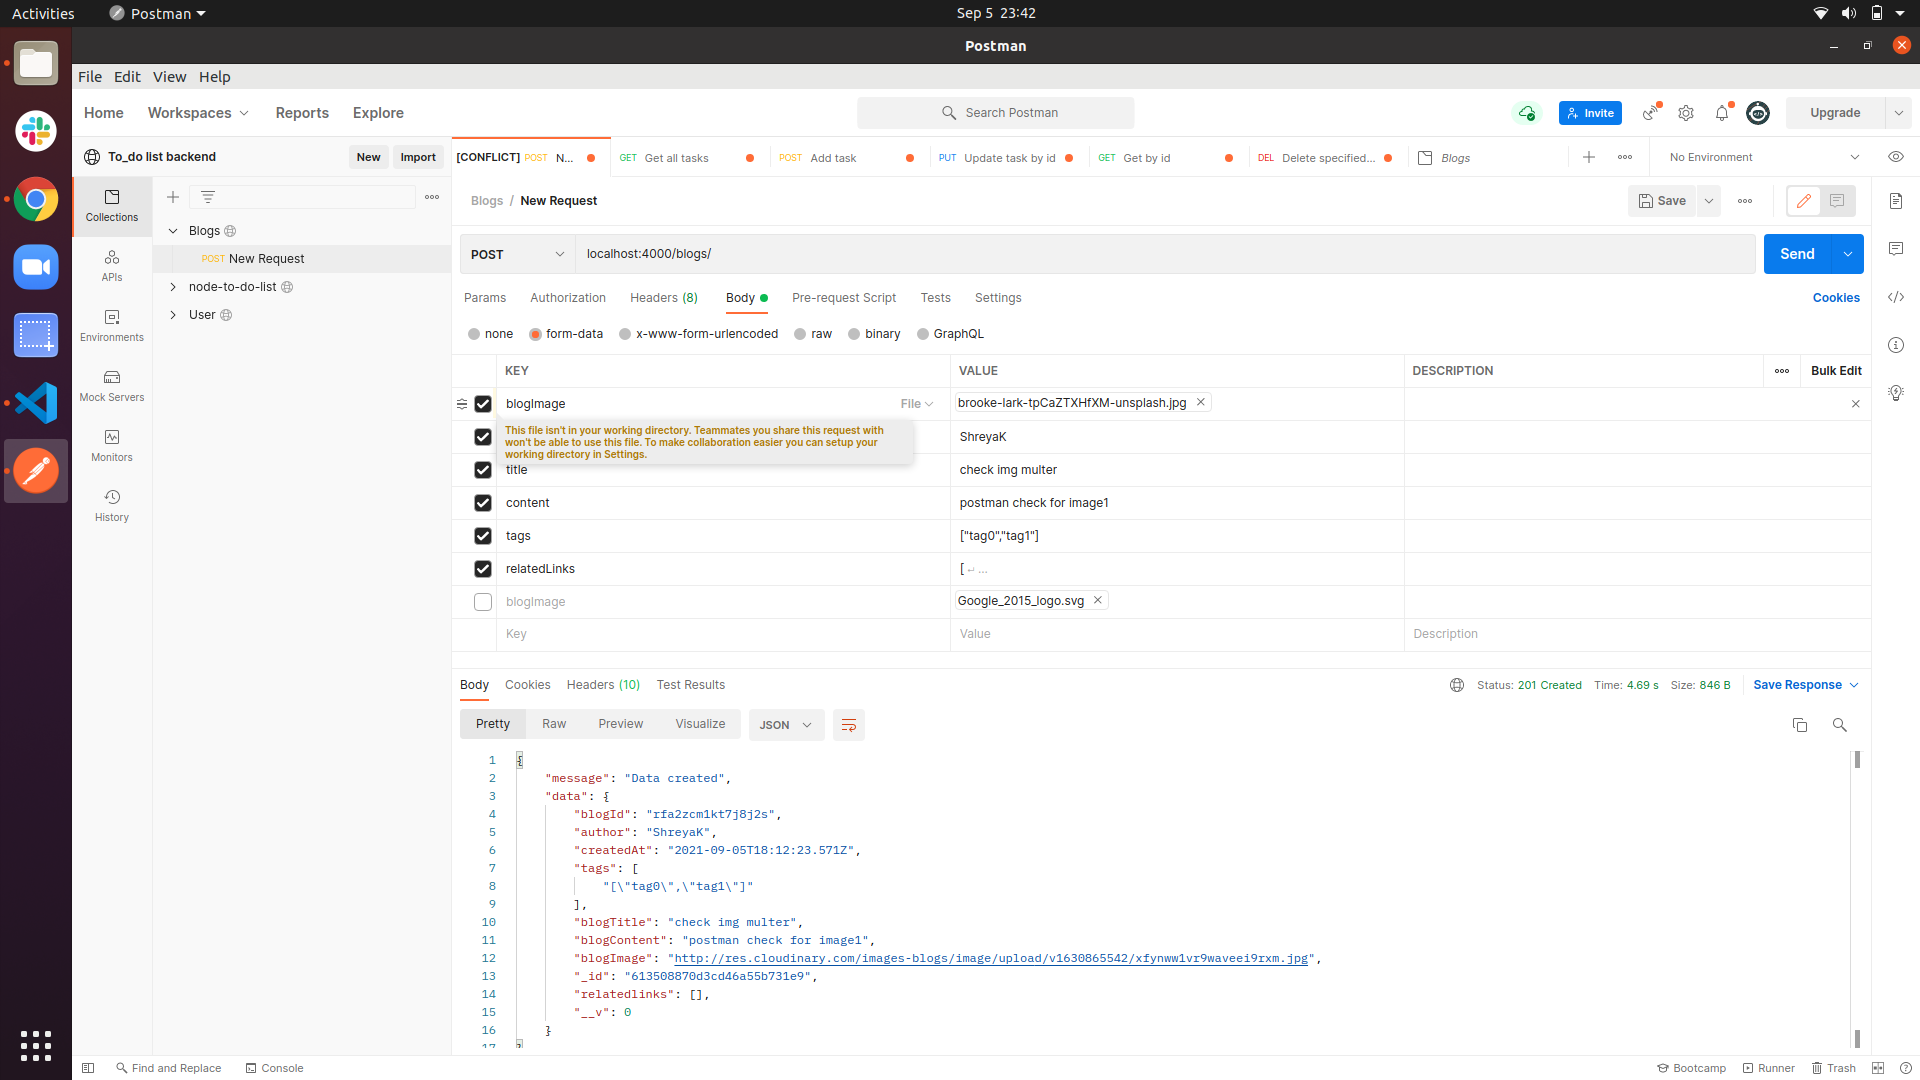 Activities
Postman
Sep 5 23:42
Postman
File Edit View Help
Home Workspaces Reports Explore
Search Postman
Invite
Upgrade
To_do list backend
New Import
[CONFLICT] POST N...
GET Get all tasks
POST Add task
PUT Update task by id
GET Get by id
DEL Delete specified...
Blogs
No Environment
Collections
APIs
Environments
Mock Servers
Monitors
History
Blogs
POST New Request
node-to-do-list
User
Blogs / New Request
Save
POST
localhost:4000/blogs/
Send
Params Authorization Headers (8) Body Pre-request Script Tests Settings
Cookies
none form-data x-www-form-urlencoded raw binary GraphQL
KEY VALUE DESCRIPTION
Bulk Edit
blogImage File brooke-lark-tpCaZTXHfXM-unsplash.jpg
This file isn't in your working directory. Teammates you share this request with
won't be able to use this file. To make collaboration easier you can setup your
working directory in Settings.
ShreyaK
title check img multer
content postman check for image1
tags ["tag0","tag1"]
relatedLinks [ ↵ ...
blogImage Google_2015_logo.svg
Key Value Description
Body Cookies Headers (10) Test Results
Status: 201 Created Time: 4.69 s Size: 846 B
Save Response
Pretty Raw Preview Visualize JSON
1 {
2 "message": "Data created",
3 "data": {
4 "blogId": "rfa2zcm1kt7j8j2s",
5 "author": "ShreyaK",
6 "createdAt": "2021-09-05T18:12:23.571Z",
7 "tags": [
8 "[\"tag0\",\"tag1\"]"
9 ],
10 "blogTitle": "check img multer",
11 "blogContent": "postman check for image1",
12 "blogImage": "http://res.cloudinary.com/images-blogs/image/upload/v1630865542/xfynww1vr9waveei9rxm.jpg",
13 "_id": "613508870d3cd46a55b731e9",
14 "relatedlinks": [],
15 "__v": 0
16 }
17 }
Find and Replace
Console
Bootcamp
Runner
Trash